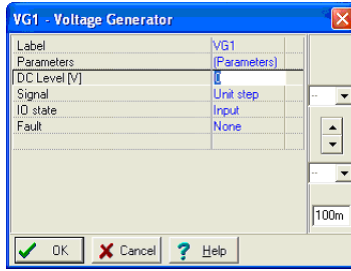 VG1 - Voltage Generator
Label VG1
Parameters (Parameters)
DC Level [V] 0
Signal Unit step
IO state Input
Fault None
100m
OK Cancel Help